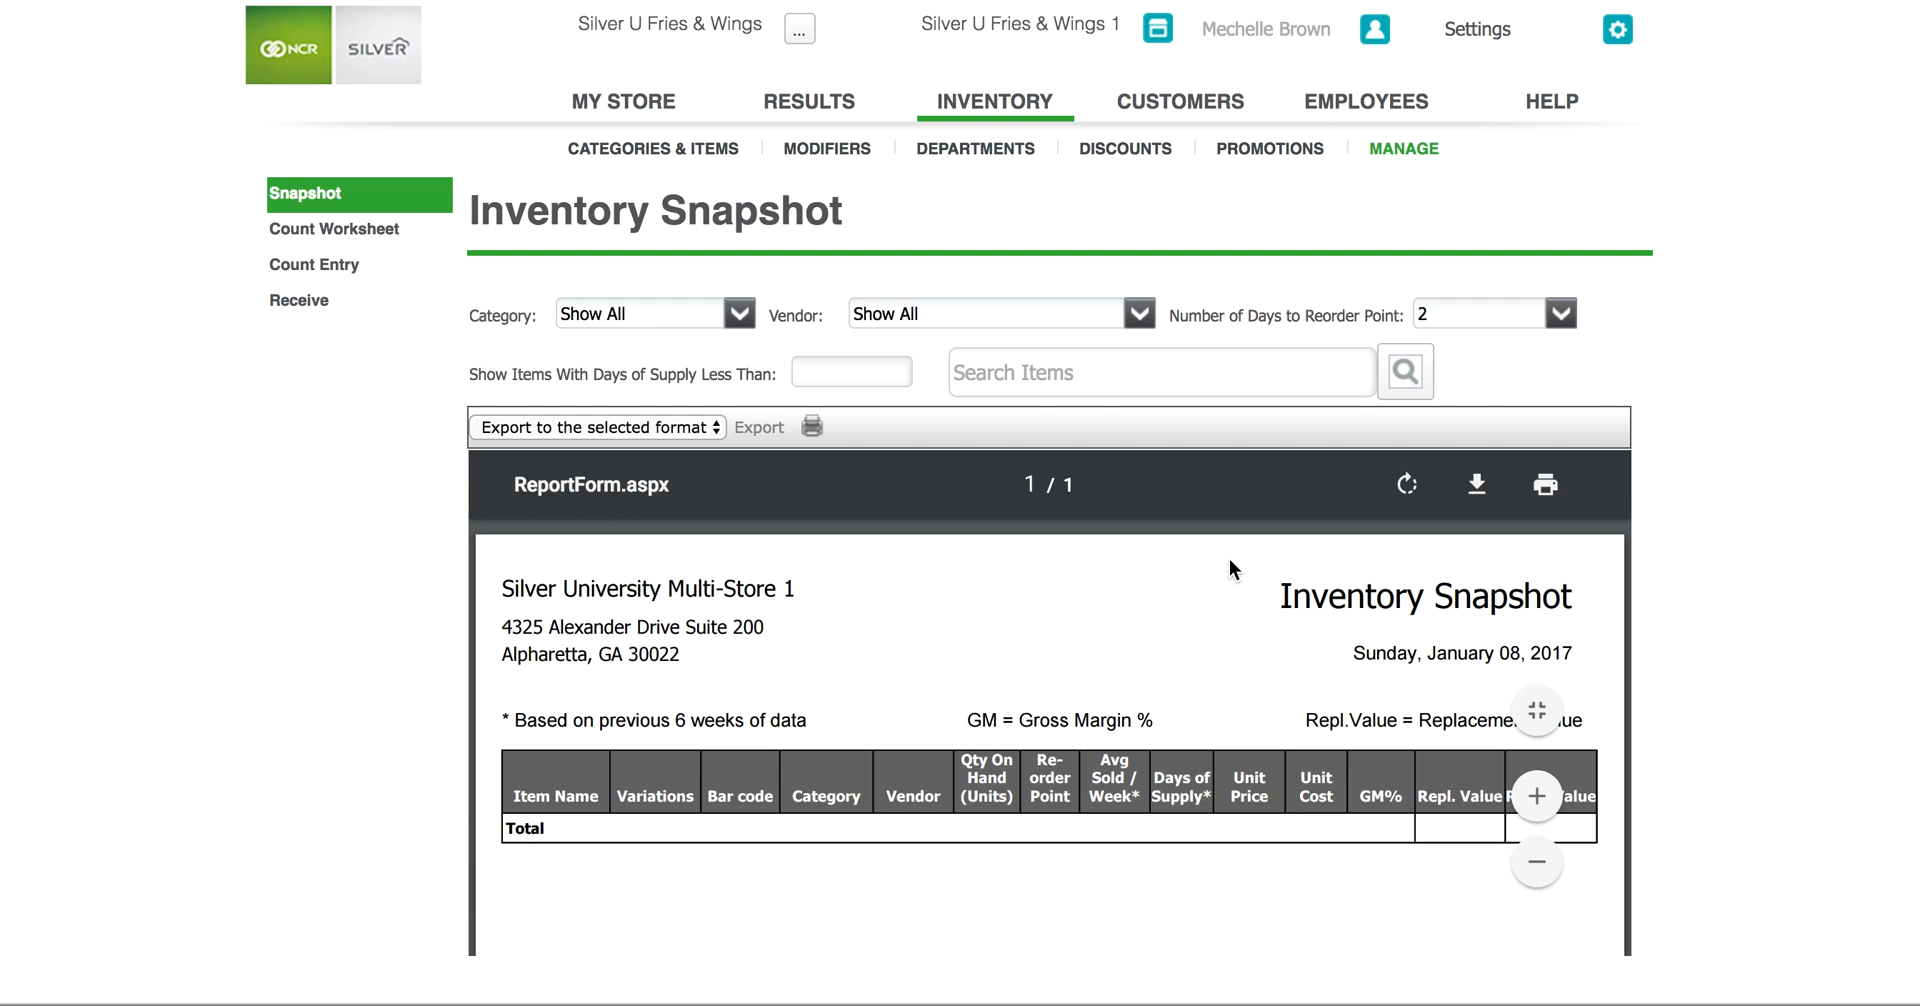 NCR
SILVER
Silver U Fries & Wings
...
Silver U Fries & Wings 1
Mechelle Brown
Settings
MY STORE
RESULTS
INVENTORY
CUSTOMERS
EMPLOYEES
HELP
CATEGORIES & ITEMS
MODIFIERS
DEPARTMENTS
DISCOUNTS
PROMOTIONS
MANAGE
Snapshot
Count Worksheet
Count Entry
Receive
Inventory Snapshot
Category: Show All
Vendor: Show All
Number of Days to Reorder Point: 2
Show Items With Days of Supply Less Than:
Search Items
Export to the selected format
Export
ReportForm.aspx
1 / 1
Silver University Multi-Store 1
4325 Alexander Drive Suite 200
Alpharetta, GA 30022
Inventory Snapshot
Sunday, January 08, 2017
* Based on previous 6 weeks of data
GM = Gross Margin %
Repl.Value =
Item Name
Variations
Bar code
Category
Vendor
Qty On
Hand
(Units)
Re-
order
Point
Avg
Sold /
Week*
Days of
Supply*
Unit
Price
Unit
Cost
GM%
Repl. Value
Total